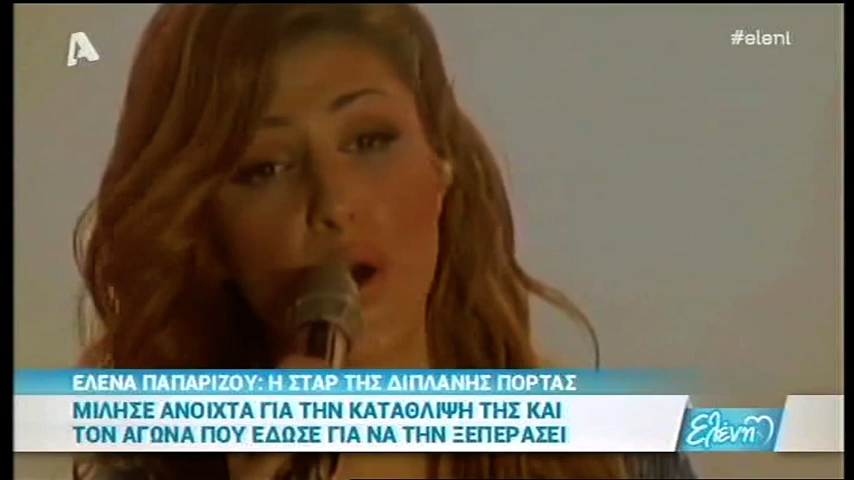 #eleni
ΕΛΕΝΑ ΠΑΠΑΡΙΖΟΥ: Η ΣΤΑΡ ΤΗΣ ΔΙΠΛΑΝΗΣ ΠΟΡΤΑΣ
ΜΙΛΗΣΕ ΑΝΟΙΧΤΑ ΓΙΑ ΤΗΝ ΚΑΤΑΘΛΙΨΗ ΤΗΣ ΚΑΙ
ΤΟΝ ΑΓΩΝΑ ΠΟΥ ΕΔΩΣΕ ΓΙΑ ΝΑ ΤΗΝ ΞΕΠΕΡΑΣΕΙ
Ελένη